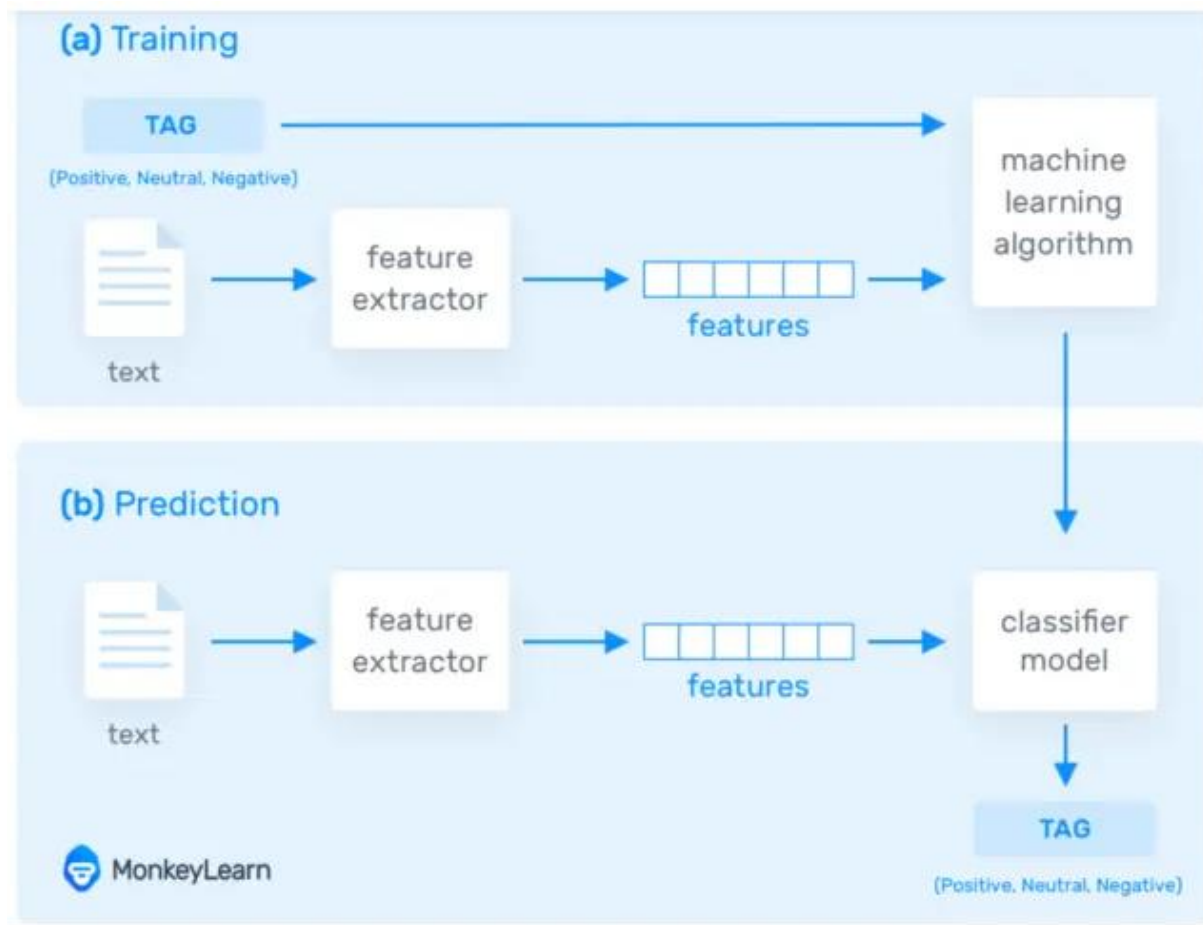 (a) Training
TAG
(Positive, Neutral, Negative)
machine
learning
algorithm
feature
extractor
features
text
(b) Prediction
feature
extractor
features
text
classifier
model
TAG
(Positive, Neutral, Negative)
MonkeyLearn